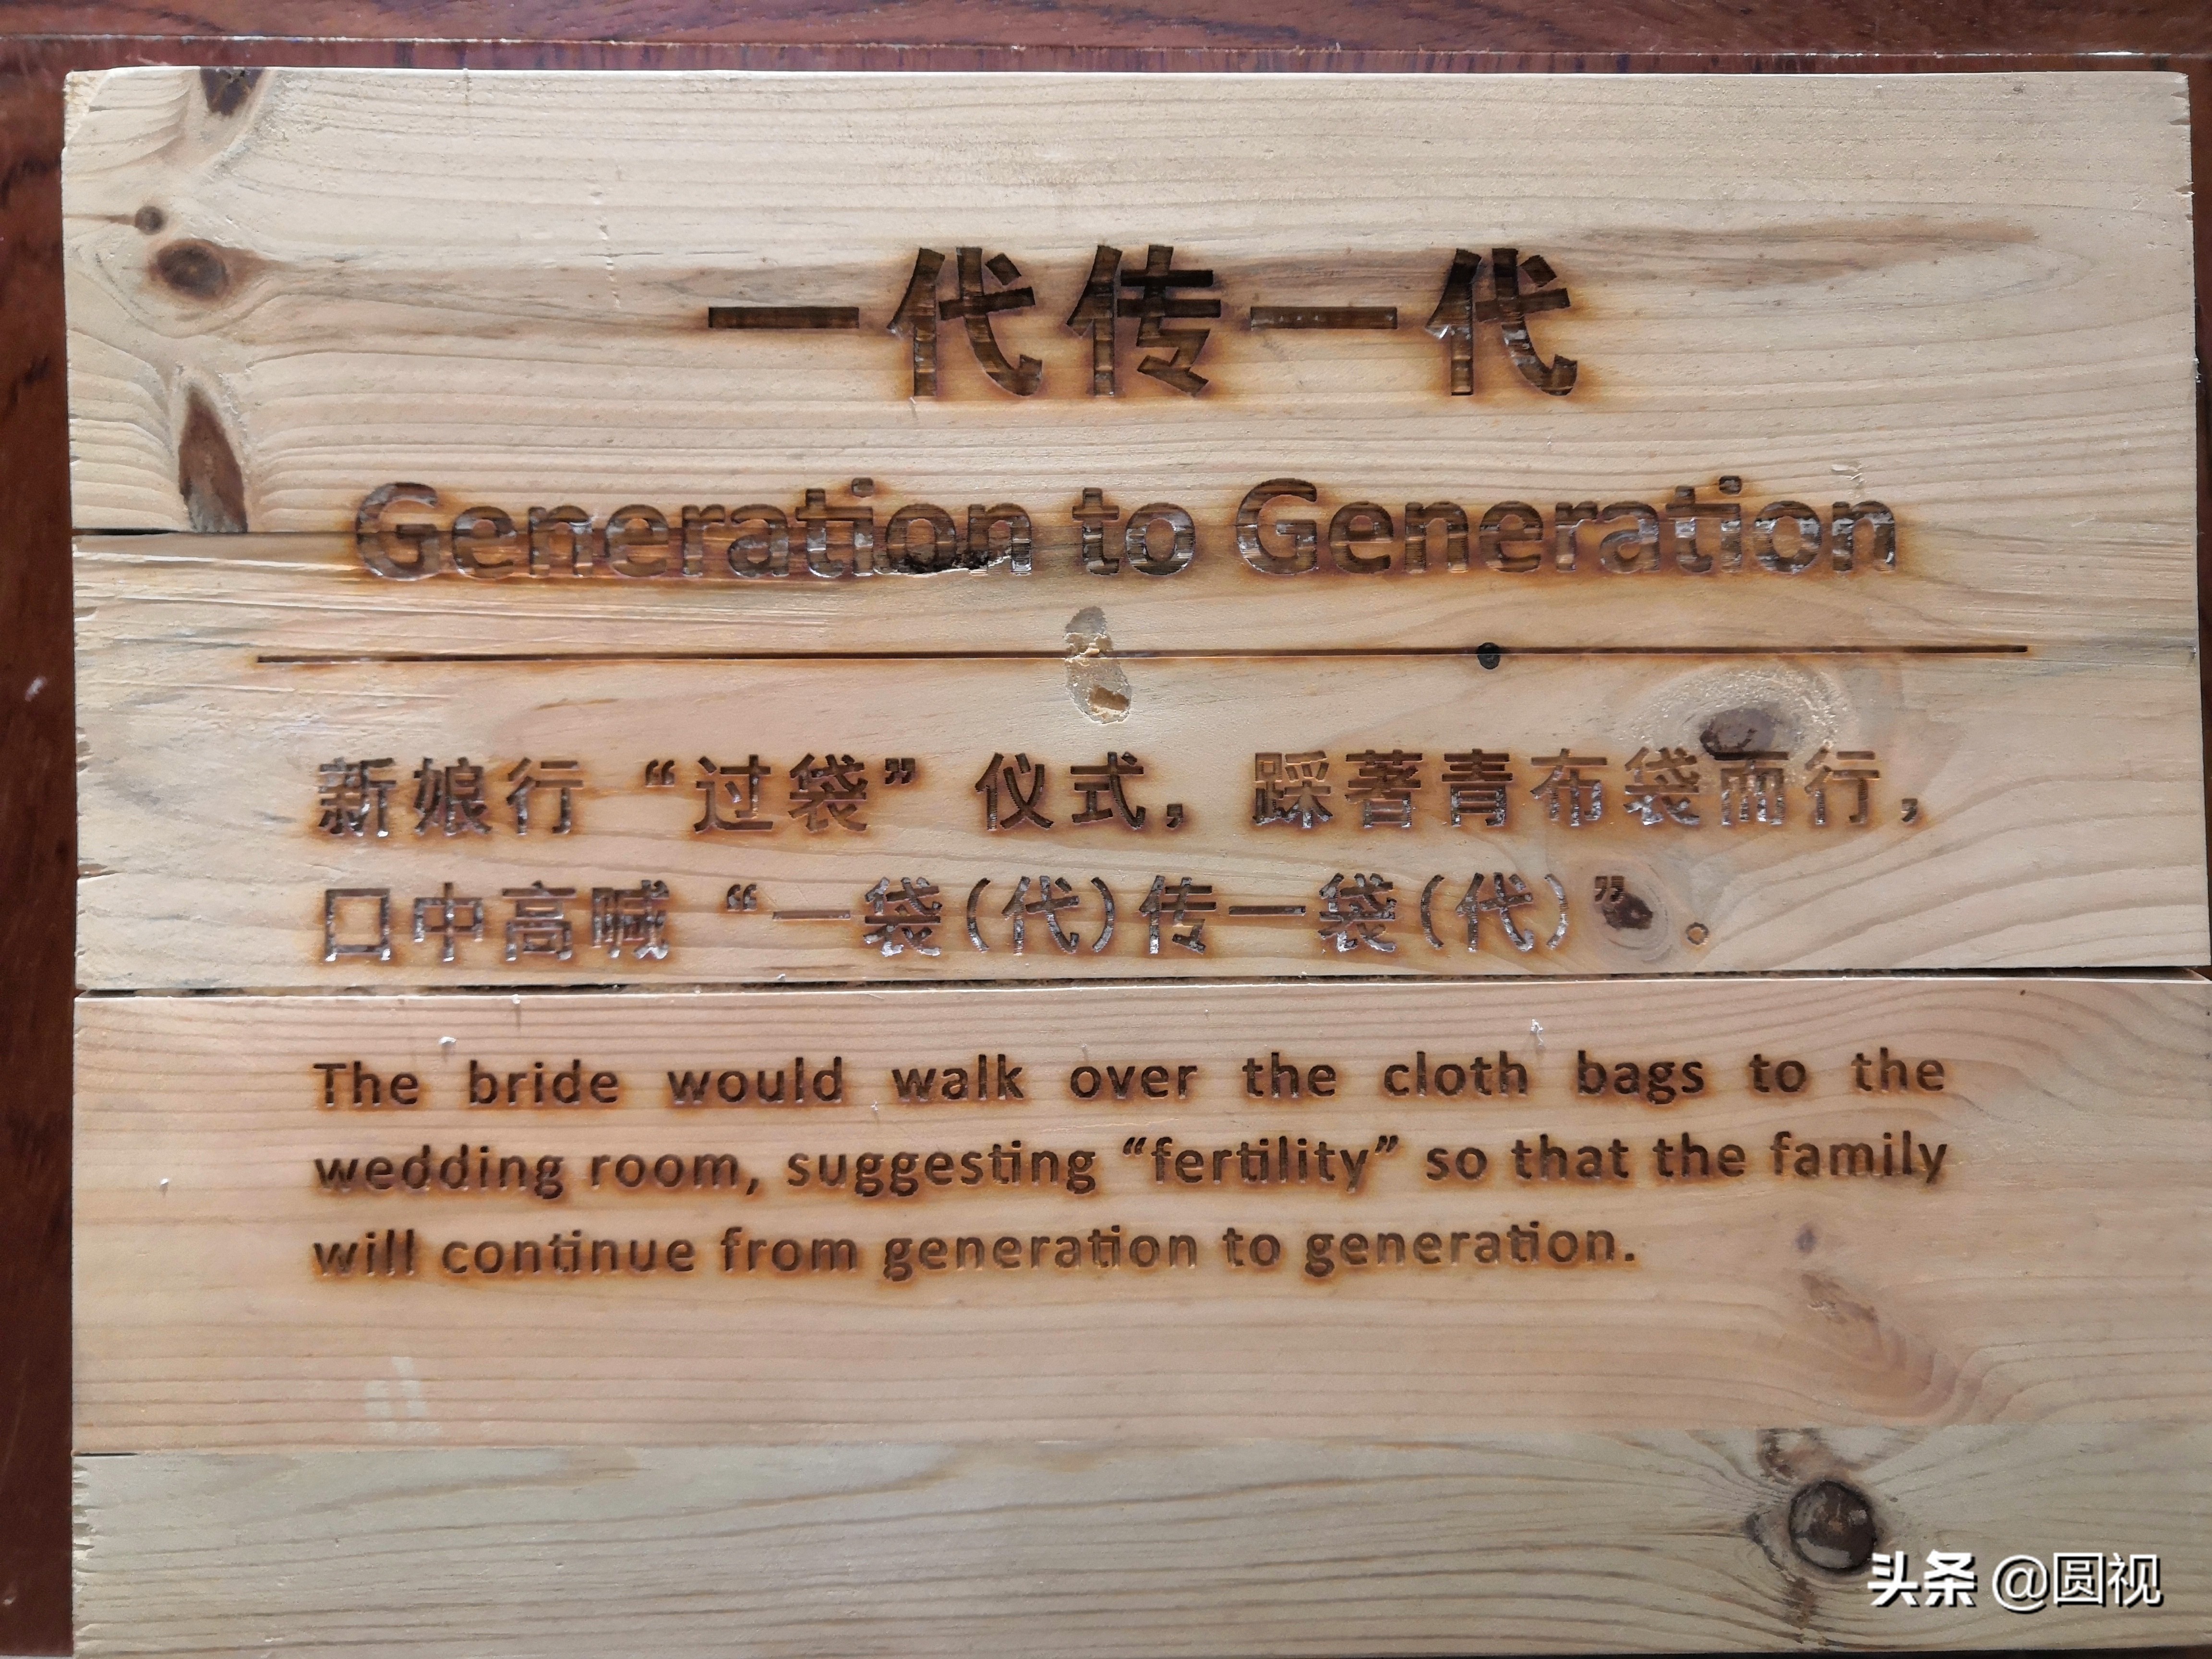 一代传一代
Generation to Generation
新娘行“过袋”仪式，踩著青布袋而行，
口中高喊“一袋(代)传一袋(代)”。
The bride would walk over the cloth bags to the
wedding room, suggesting “fertility” so that the family
will continue from generation to generation.
头条 @圆视